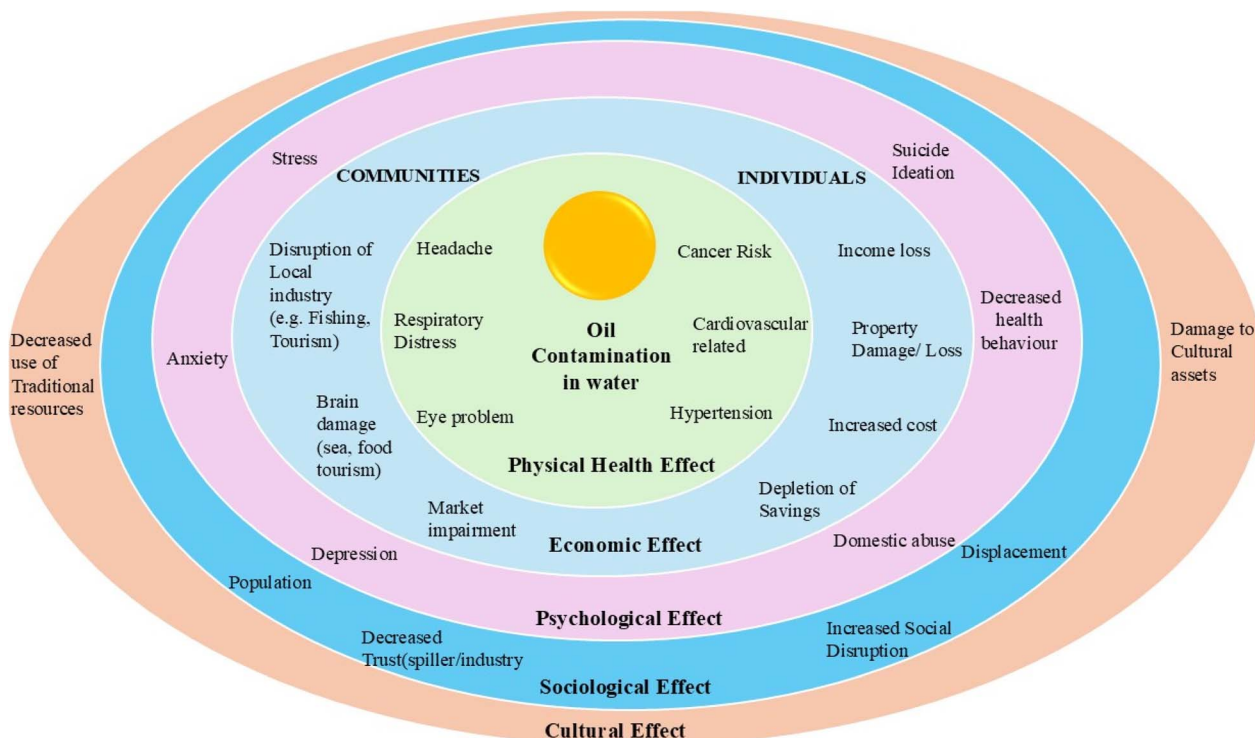 Stress
Suicide
Ideation
COMMUNITIES
INDIVIDUALS
Disruption of
Local
industry
(e.g. Fishing,
Tourism)
Headache
Cancer Risk
Income loss
Decreased
use of
Traditional
resources
Anxiety
Respiratory
Distress
Oil
Contamination
in water
Cardiovascular
related
Property
Damage/ Loss
Decreased
health
behaviour
Damage to
Cultural
assets
Brain
damage
(sea, food
tourism)
Eye problem
Hypertension
Increased cost
Physical Health Effect
Market
impairment
Depletion of
Savings
Economic Effect
Depression
Domestic abuse
Displacement
Population
Psychological Effect
Decreased
Trust(spiller/industry
Increased Social
Disruption
Sociological Effect
Cultural Effect